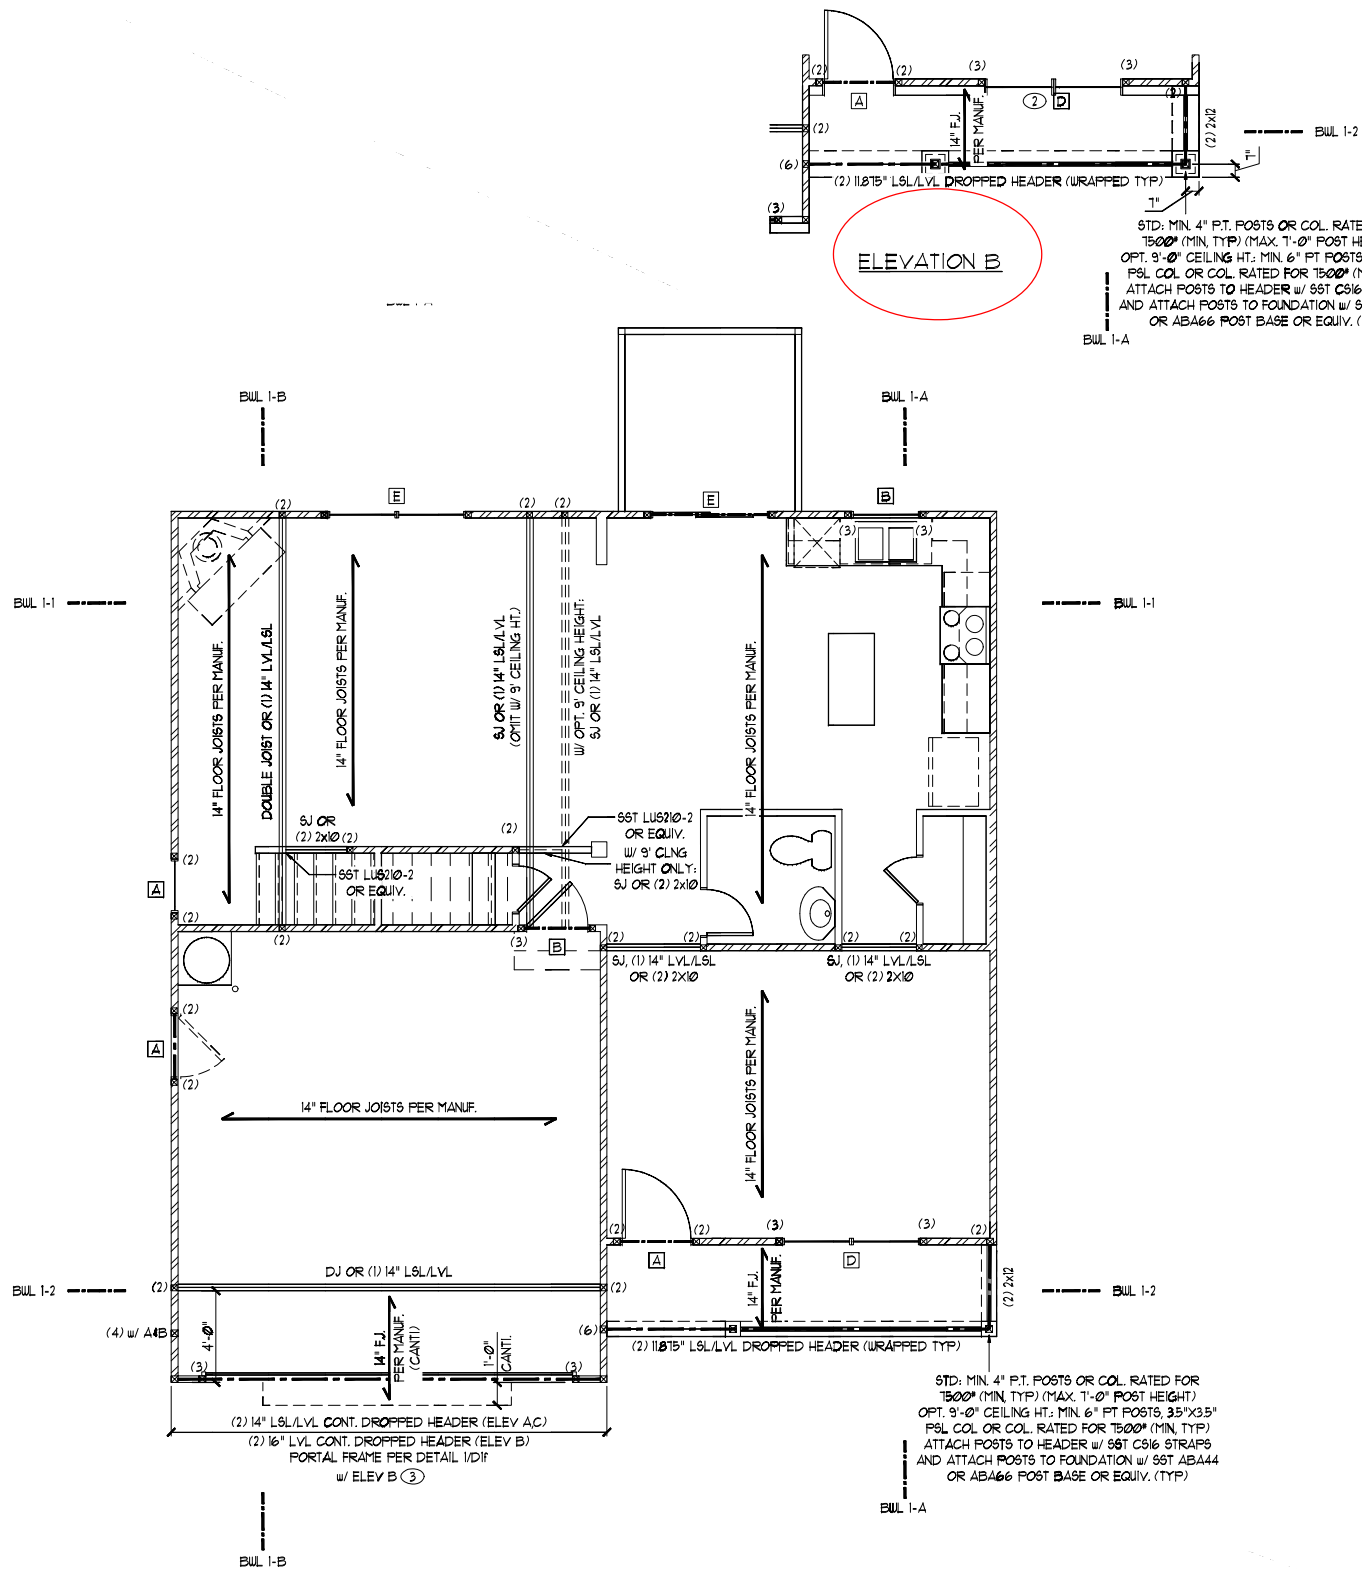 (2)
(2)
(3)
(3)
A
2
D
(2)
(2)
14" F.J.
PER MANUF.
(2) 2x12
BWL 1-2
(6)
7"
(2) 11.875" LSL/LVL DROPPED HEADER (WRAPPED TYP)
7"
(3)
ELEVATION B
STD: MIN. 4" P.T. POSTS OR COL. RATE
7500# (MIN, TYP) (MAX. 7'-0" POST HE
OPT. 9'-0" CEILING HT.: MIN. 6" PT POSTS
PSL COL OR COL. RATED FOR 7500# (M
ATTACH POSTS TO HEADER w/ SST CS16
AND ATTACH POSTS TO FOUNDATION w/ S
OR ABA66 POST BASE OR EQUIV. (
BWL 1-A
BWL 1-B
BWL 1-A
(2)
E
(2)
(2)
E
B
(3)
(3)
BWL 1-1
BWL 1-1
14" FLOOR JOISTS PER MANUF.
DOUBLE JOIST OR (1) 14" LVL/LSL
14" FLOOR JOISTS PER MANUF.
SJ OR (1) 14" LSL/LVL
(OMIT W/ 9' CEILING HT.)
W/ OPT. 9' CEILING HEIGHT:
SJ OR (1) 14" LSL/LVL
14" FLOOR JOISTS PER MANUF.
SJ OR
(2) 2x10
(2)
(2)
SST LUS210-2
OR EQUIV.
W/ 9' CLNG
HEIGHT ONLY:
SJ OR (2) 2x10
SST LUS210-2
OR EQUIV.
(2)
A
(2)
(2)
(3)
B
(2)
(2)
(2)
(2)
SJ, (1) 14" LVL/LSL
OR (2) 2x10
SJ, (1) 14" LVL/LSL
OR (2) 2x10
(2)
A
(2)
14" FLOOR JOISTS PER MANUF.
14" FLOOR JOISTS PER MANUF.
(2)
(2)
(3)
(3)
(2)
A
D
DJ OR (1) 14" LSL/LVL
BWL 1-2
(2)
(2)
14" F.J.
PER MANUF.
(2) 2x12
BWL 1-2
(4) w/ A4B
4'-0"
14" F.J.
PER MANUF.
(CANTI.)
1'-0"
CANTI.
(6)
(2) 11.875" LSL/LVL DROPPED HEADER (WRAPPED TYP)
(3)
(3)
STD: MIN. 4" P.T. POSTS OR COL. RATED FOR
7500# (MIN, TYP) (MAX. 7'-0" POST HEIGHT)
OPT. 9'-0" CEILING HT.: MIN. 6" PT POSTS, 3.5"X3.5"
PSL COL OR COL. RATED FOR 7500# (MIN, TYP)
ATTACH POSTS TO HEADER w/ SST CS16 STRAPS
AND ATTACH POSTS TO FOUNDATION w/ SST ABA44
OR ABA66 POST BASE OR EQUIV. (TYP)
(2) 14" LSL/LVL CONT. DROPPED HEADER (ELEV A,C)
(2) 16" LVL CONT. DROPPED HEADER (ELEV B)
PORTAL FRAME PER DETAIL 1/D1f
w/ ELEV B 3
BWL 1-A
BWL 1-B